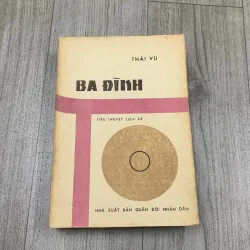 THÁI VŨ
BA ĐÌNH
TIỂU THUYẾT LỊCH SỬ
NHÀ XUẤT BẢN QUÂN ĐỘI NHÂN DÂN